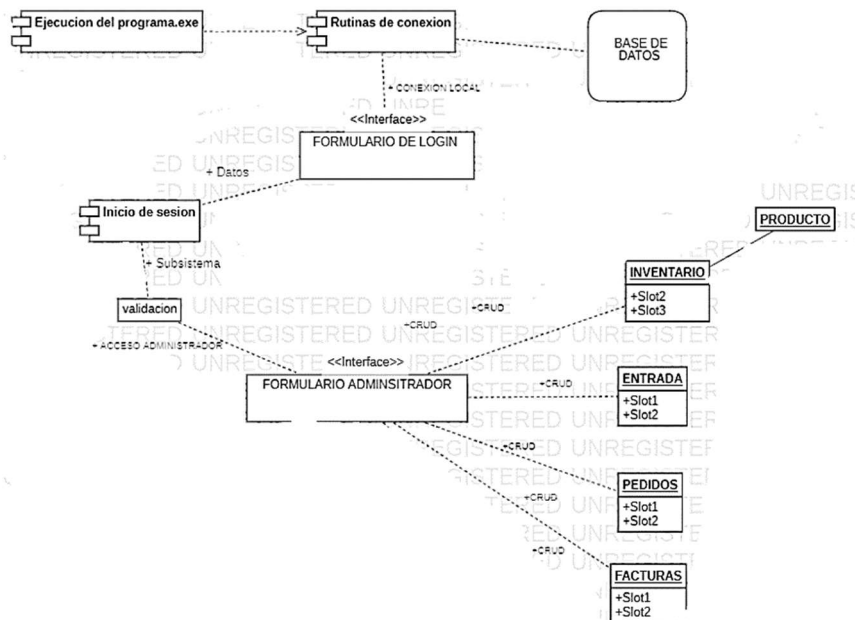 Ejecucion del programa.exe
Rutinas de conexion
BASE DE
DATOS
+ CONEXION LOCAL
<<Interface>>
FORMULARIO DE LOGIN
+ Datos
Inicio de sesion
+ Subsistema
validacion
+ ACCESO ADMINISTRADOR
<<Interface>>
FORMULARIO ADMINSITRADOR
+CRUD
+CRUD
PRODUCTO
INVENTARIO
+Slot2
+Slot3
+CRUD
ENTRADA
+Slot1
+Slot2
+CRUD
PEDIDOS
+Slot1
+Slot2
+CRUD
+CRUD
FACTURAS
+Slot1
+Slot2
UNREGISTERED UNREGISTERED